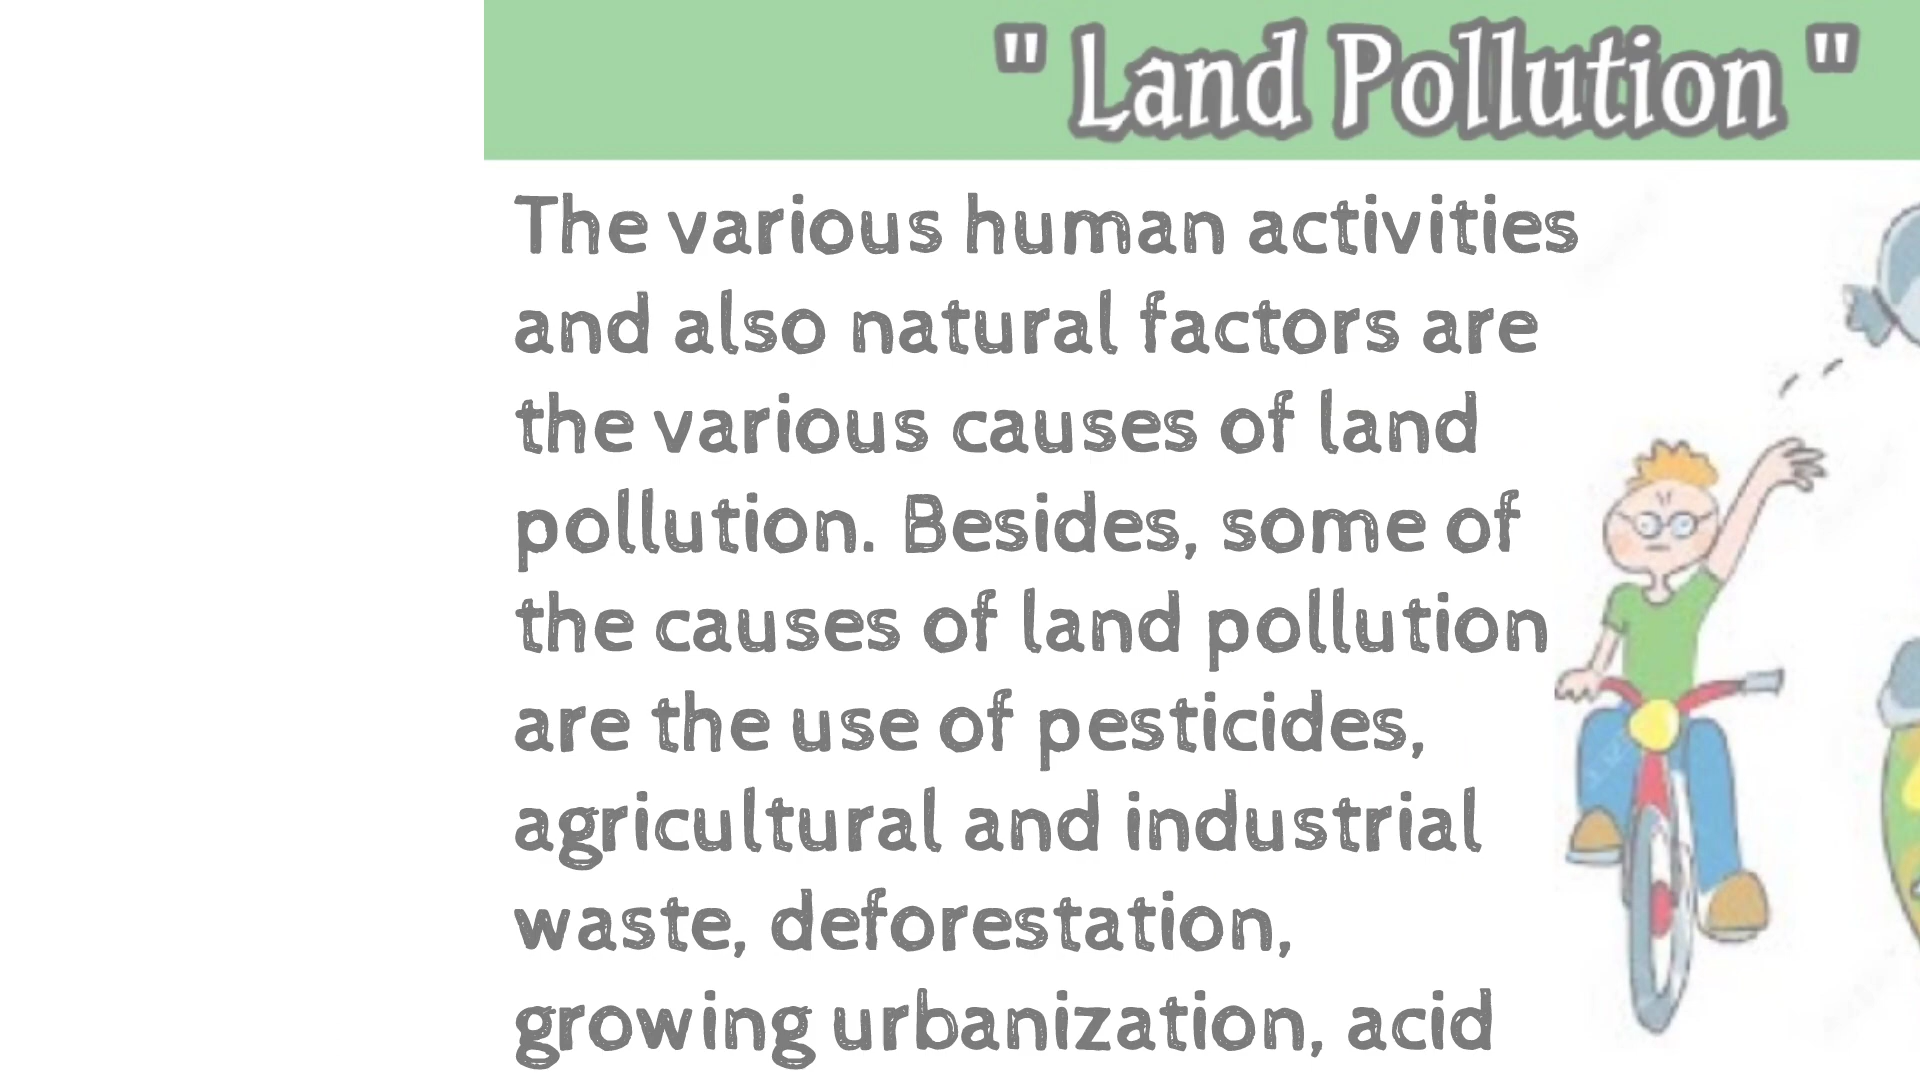 " Land Pollution "
The various human activities
and also natural factors are
the various causes of land
pollution. Besides, some of
the causes of land pollution
are the use of pesticides,
agricultural and industrial
waste, deforestation,
growing urbanization, acid